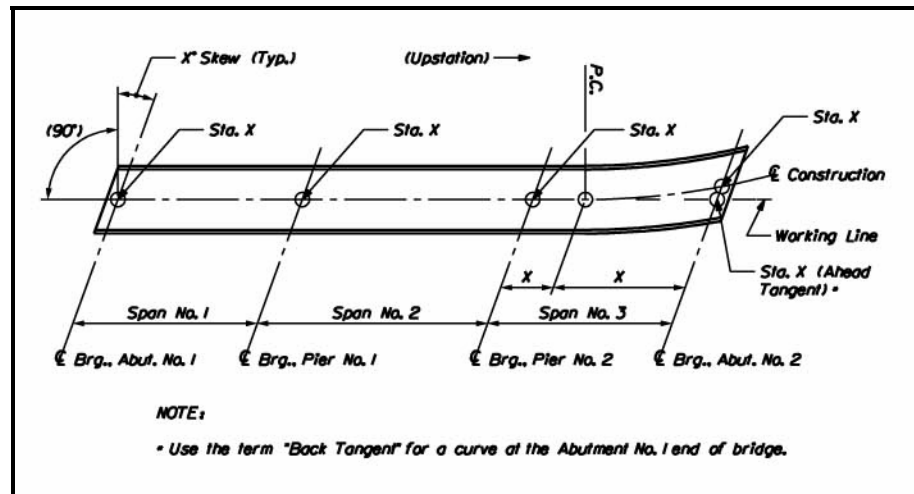 X° Skew (Typ.)
(Upstation)
P.C.
(90°)
Sta. X
Sta. X
Sta. X
Sta. X
℄ Construction
Working Line
Sta. X (Ahead
Tangent) *
X
X
Span No. 1
Span No. 2
Span No. 3
℄ Brg., Abut. No. 1
℄ Brg., Pier No. 1
℄ Brg., Pier No. 2
℄ Brg., Abut. No. 2
NOTE:
* Use the term "Back Tangent" for a curve at the Abutment No. 1 end of bridge.